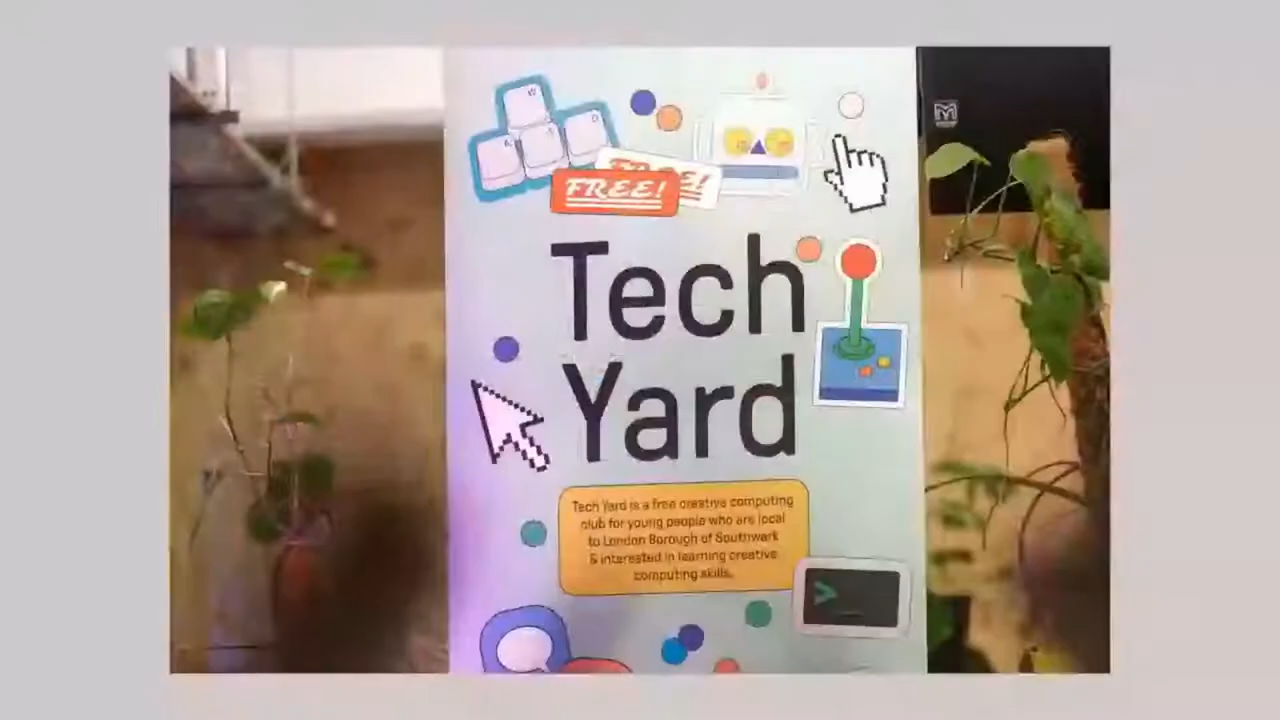 W
A
D
FREE!
Tech
Yard
Tech Yard is a free creative computing
club for young people who are local
to London Borough of Southwark
& interested in learning creative
computing skills.
>_